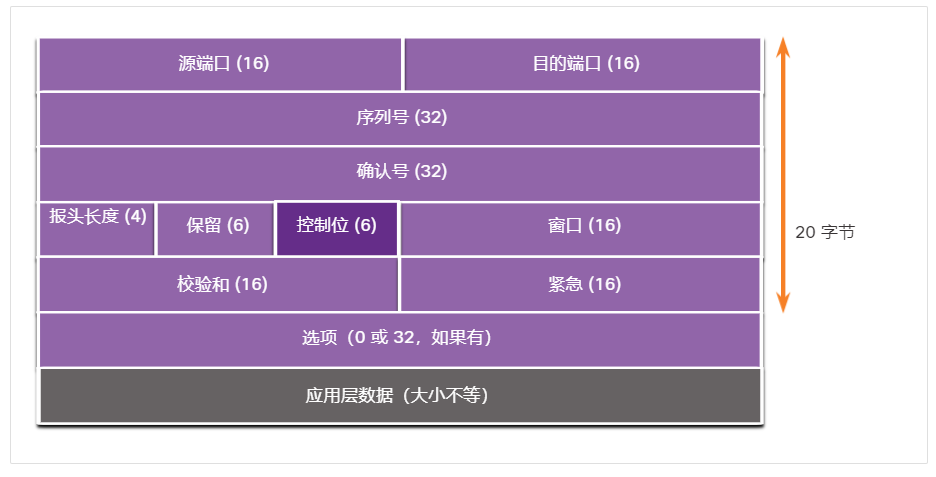 源端口 (16)
目的端口 (16)
序列号 (32)
确认号 (32)
报头长度 (4)
保留 (6)
控制位 (6)
窗口 (16)
20 字节
校验和 (16)
紧急 (16)
选项（0 或 32，如果有）
应用层数据（大小不等）